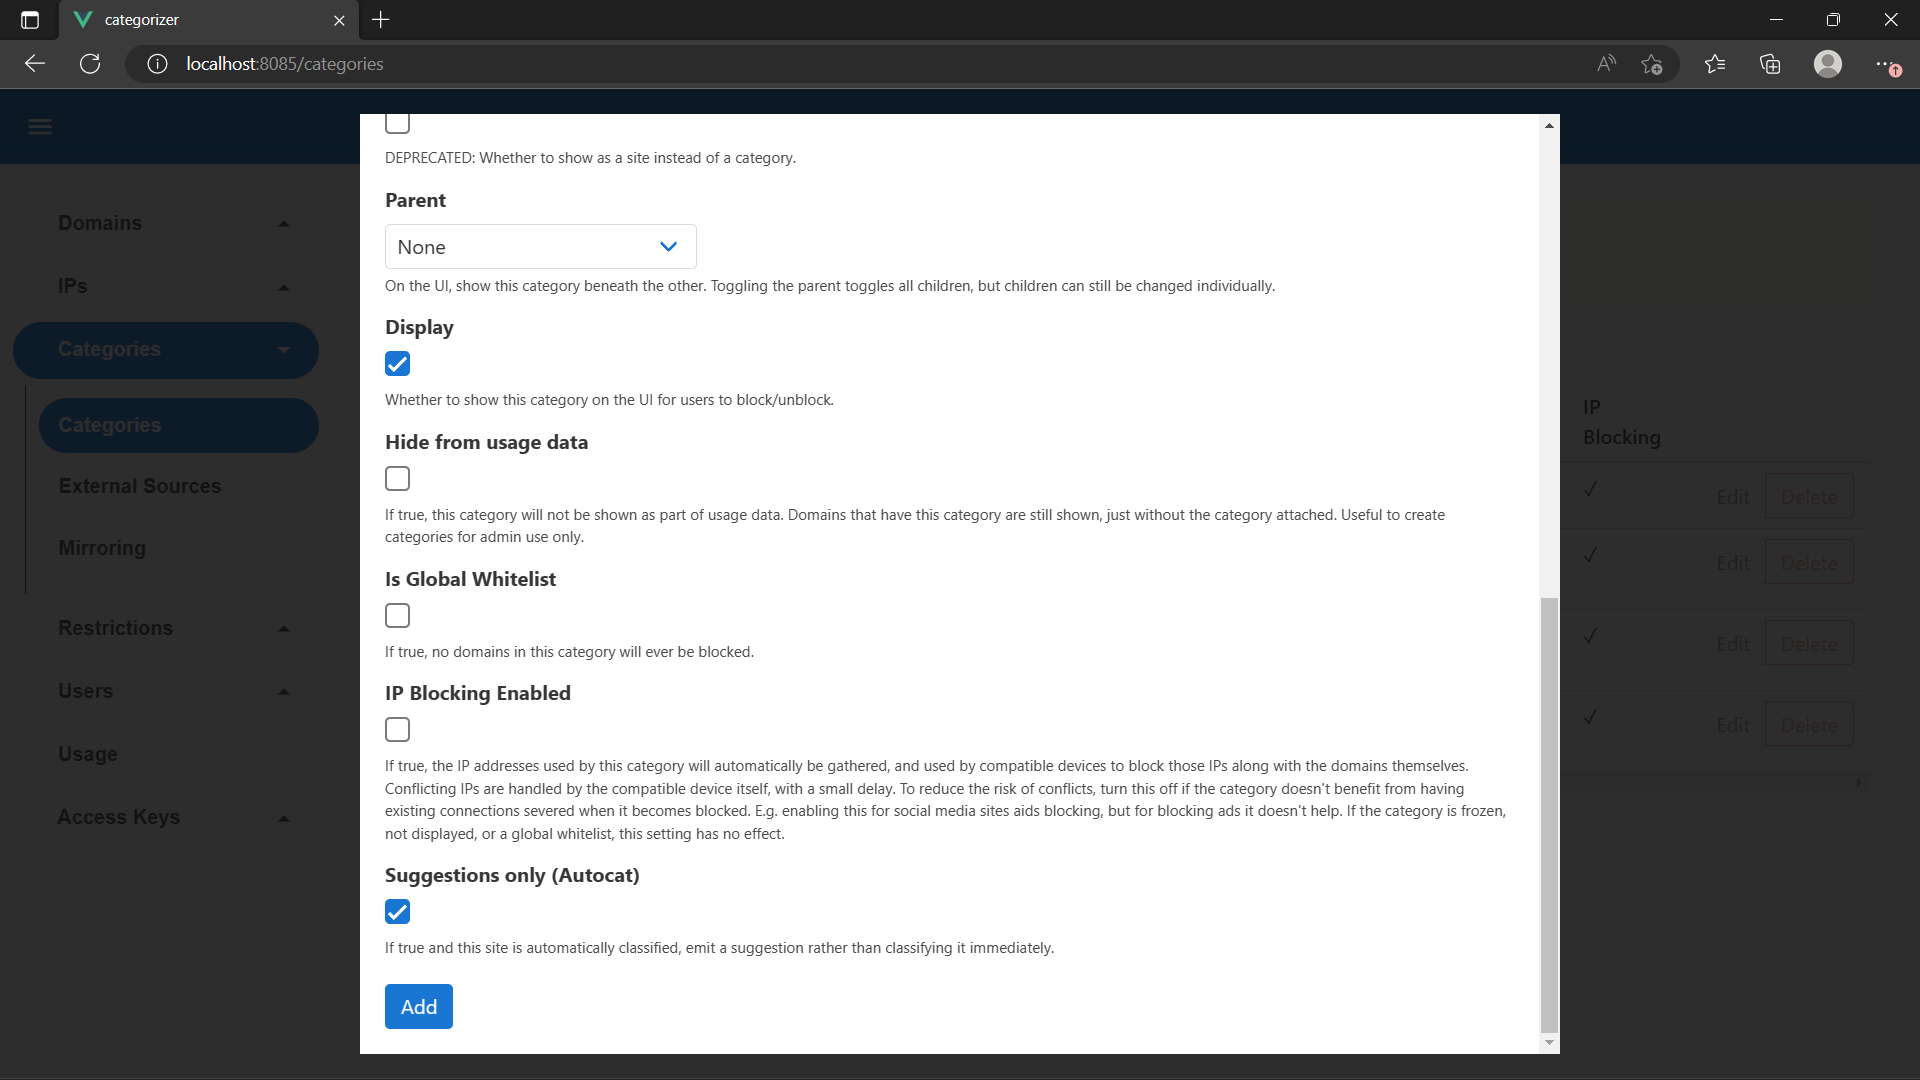 categorizer
localhost:8085/categories
DEPRECATED: Whether to show as a site instead of a category.
Parent
None
On the UI, show this category beneath the other. Toggling the parent toggles all children, but children can still be changed individually.
Display
Whether to show this category on the UI for users to block/unblock.
Hide from usage data
If true, this category will not be shown as part of usage data. Domains that have this category are still shown, just without the category attached. Useful to create
categories for admin use only.
Is Global Whitelist
If true, no domains in this category will ever be blocked.
IP Blocking Enabled
If true, the IP addresses used by this category will automatically be gathered, and used by compatible devices to block those IPs along with the domains themselves.
Conflicting IPs are handled by the compatible device itself, with a small delay. To reduce the risk of conflicts, turn this off if the category doesn't benefit from having
existing connections severed when it becomes blocked. E.g. enabling this for social media sites aids blocking, but for blocking ads it doesn't help. If the category is frozen,
not displayed, or a global whitelist, this setting has no effect.
Suggestions only (Autocat)
If true and this site is automatically classified, emit a suggestion rather than classifying it immediately.
Add
Domains
IPs
Categories
Categories
External Sources
Mirroring
Restrictions
Users
Usage
Access Keys
IP
Blocking
Edit Delete
Edit Delete
Edit Delete
Edit Delete